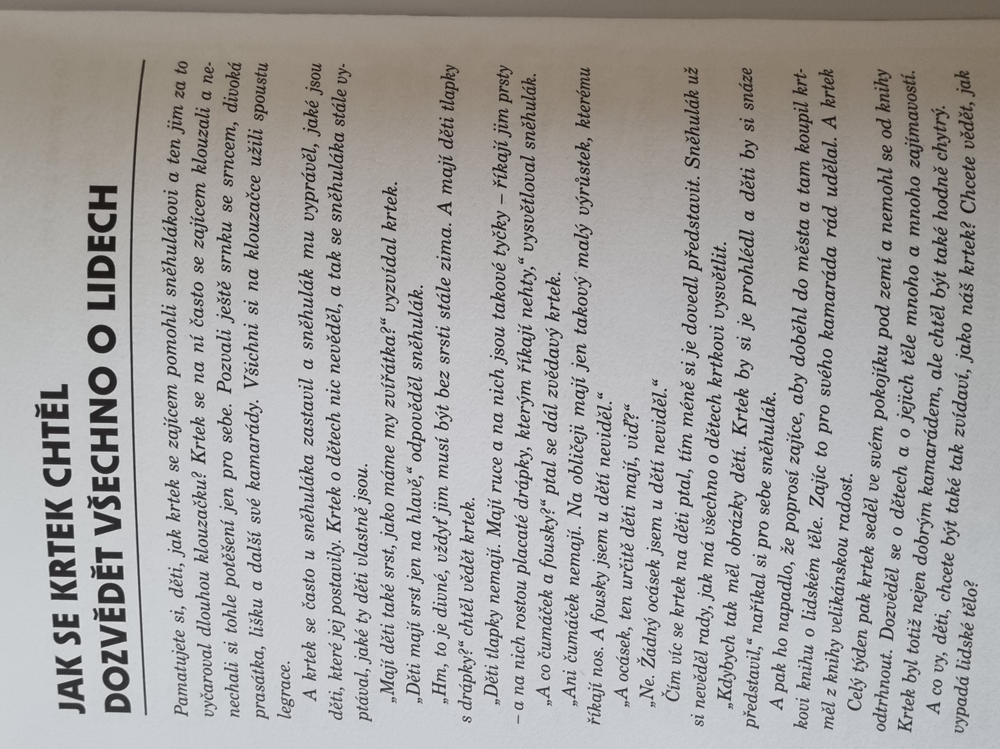 JAK SE KRTEK CHTĚL
DOZVĚDĚT VŠECHNO O LIDECH
Pamatujete si, děti, jak krtek se zajícem pomohli sněhulákovi a ten jim za to
vyčaroval dlouhou klouzačku? Krtek se na ní často se zajícem klouzali a ne-
nechali si tohle potěšení jen pro sebe. Pozvali ještě srnku se srncem, divoká
prasátka, lišku a další své kamarády. Všichni si na klouzačce užili spoustu
legrace.
A krtek se často u sněhuláka zastavil a sněhulák mu vyprávěl, jaké jsou
děti, které jej postavily. Krtek o dětech nic nevěděl, a tak se sněhuláka stále vy-
ptával, jaké ty děti vlastně jsou.
„Mají děti také srst, jako máme my zvířátka?“ vyzvídal krtek.
„Děti mají srst jen na hlavě,“ odpověděl sněhulák.
„Hm, to je divné, vždyť jim musí být bez srsti stále zima. A mají děti tlapky
s drápky?“ chtěl vědět krtek.
„Děti tlapky nemají. Mají ruce a na nich jsou takové tyčky – říkají jim prsty
– a na nich rostou placaté drápky, kterým říkají nehty,“ vysvětloval sněhulák.
„A co čumáček a fousky?“ ptal se dál zvědavý krtek.
„Ani čumáček nemají. Na obličeji mají jen takový malý výrůstek, kterému
říkají nos. A fousky jsem u dětí neviděl.“
„A ocásek, ten určitě děti mají, viď?“
„Ne. Žádný ocásek jsem u dětí neviděl.“
Čím víc se krtek na děti ptal, tím méně si je dovedl představit. Sněhulák už
si nevěděl rady, jak má všechno o dětech krtkovi vysvětlit.
„Kdybych tak měl obrázky dětí. Krtek by si je prohlédl a děti by si snáze
představil,“ naříkal si pro sebe sněhulák.
A pak ho napadlo, že poprosí zajíce, aby doběhl do města a tam koupil krt-
kovi knihu o lidském těle. Zajíc to pro svého kamaráda rád udělal. A krtek
měl z knihy velikánskou radost.
Celý týden pak krtek seděl ve svém pokojíku pod zemí a nemohl se od knihy
odtrhnout. Dozvěděl se o dětech a o jejich těle mnoho a mnoho zajímavostí.
Krtek byl totiž nejen dobrým kamarádem, ale chtěl být také hodně chytrý.
A co vy, děti, chcete být také tak zvídaví, jako náš krtek? Chcete vědět, jak
vypadá lidské tělo?